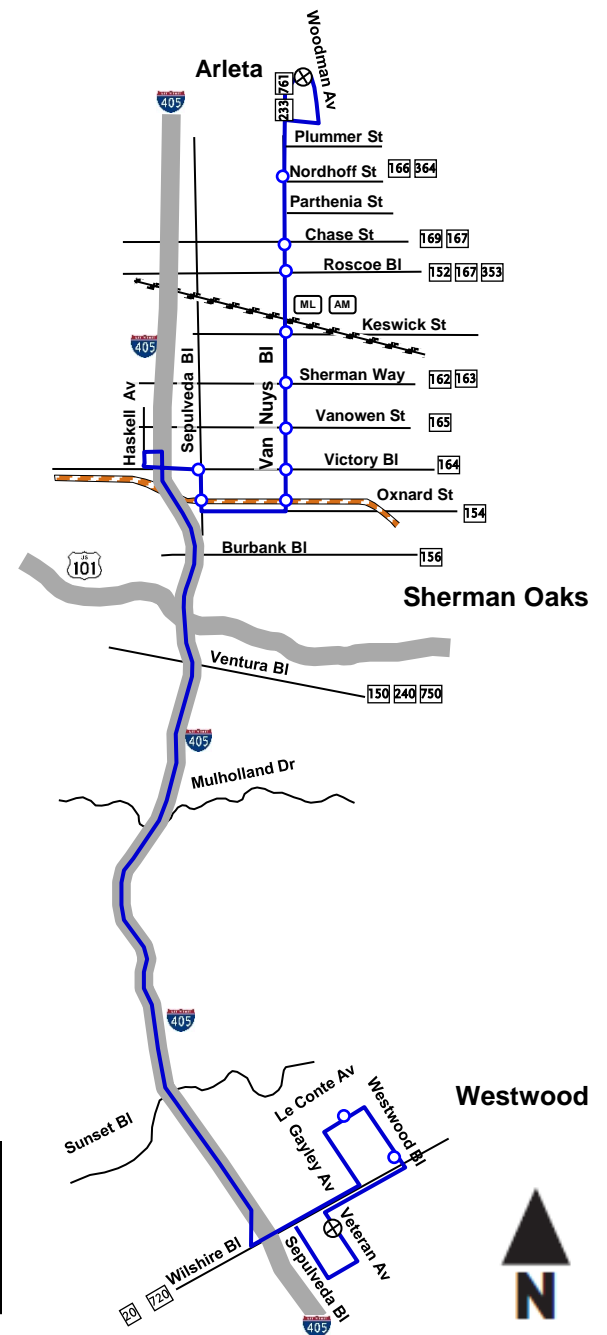 Woodman Av
Arleta
761
233
405
Plummer St
Nordhoff St 166 364
Parthenia St
Chase St 169 167
Roscoe Bl 152 167 353
ML AM
Keswick St
405
Sepulveda Bl
Van Nuys Bl
Haskell Av
Sherman Way 162 163
Vanowen St 165
Victory Bl 164
Oxnard St 154
Burbank Bl 156
101
Sherman Oaks
Ventura Bl
150 240 750
405
Mulholland Dr
405
Westwood
Le Conte Av
Westwood Bl
Gayley Av
Sunset Bl
Veteran Av
Wilshire Bl
Sepulveda Bl
20 720
405
N